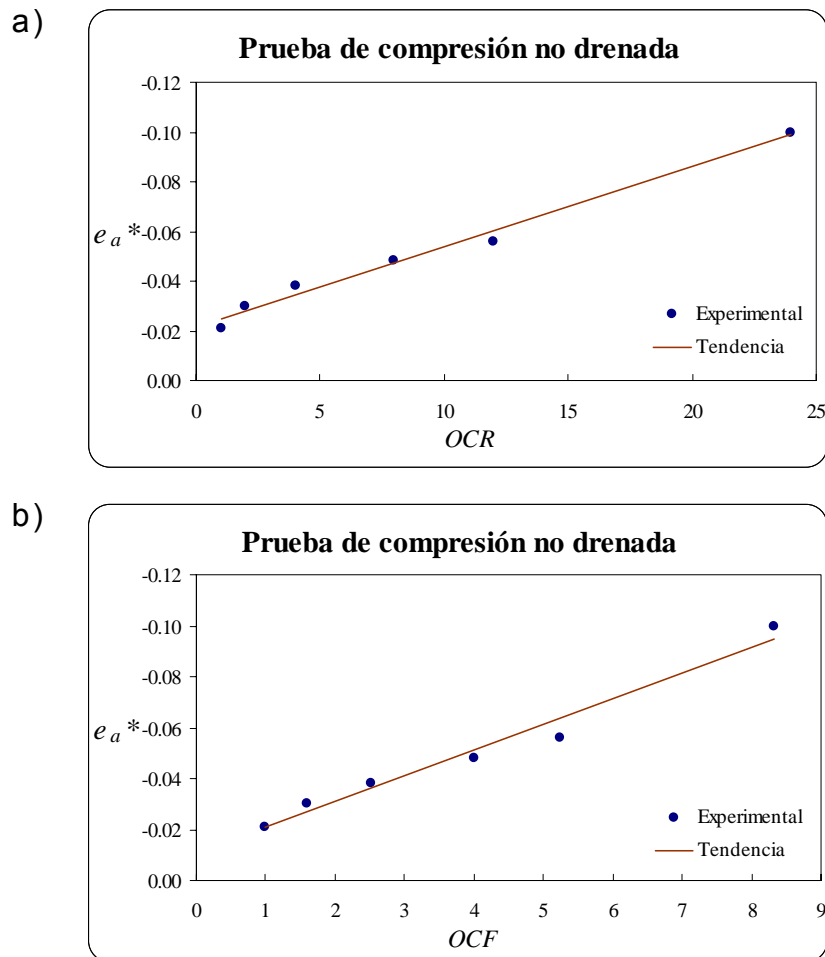 a)
Prueba de compresión no drenada
-0.12
-0.10
-0.08
e a * -0.06
-0.04
-0.02
0.00
Experimental
Tendencia
0 5 10 15 20 25
OCR
b)
Prueba de compresión no drenada
-0.12
-0.10
-0.08
e a * -0.06
-0.04
-0.02
0.00
Experimental
Tendencia
0 1 2 3 4 5 6 7 8 9
OCF